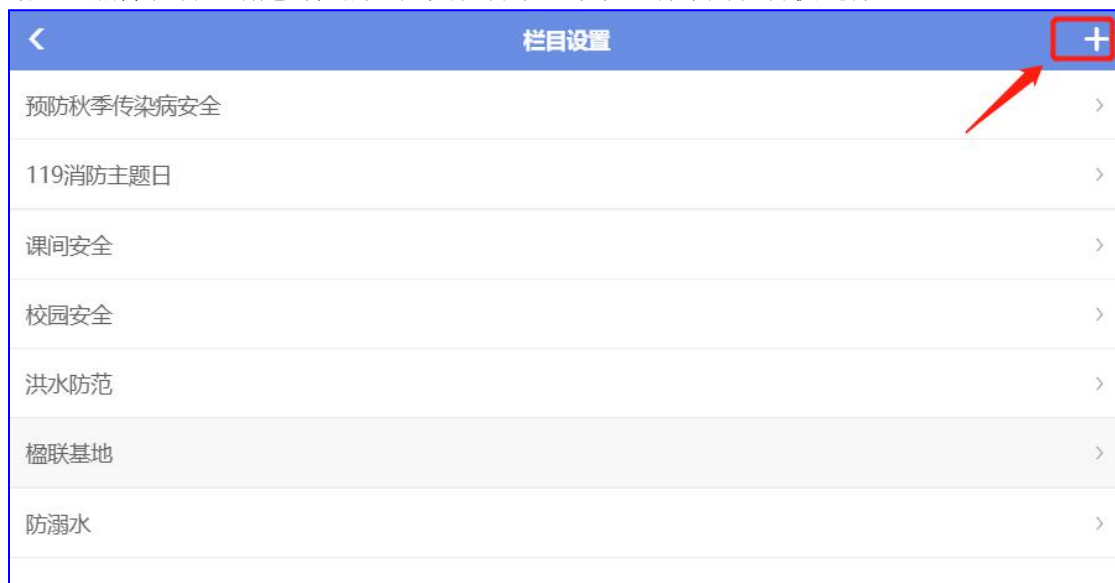 栏目设置
预防秋季传染病安全
119消防主题日
课间安全
校园安全
洪水防范
楹联基地
防溺水